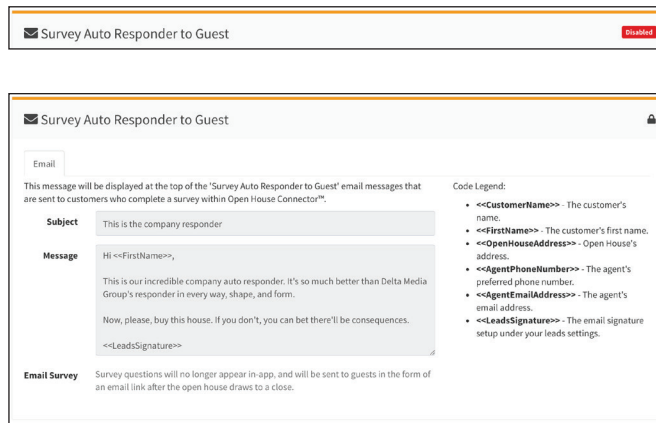 Survey Auto Responder to Guest
Disabled
Survey Auto Responder to Guest
Email
This message will be displayed at the top of the 'Survey Auto Responder to Guest' email messages that
are sent to customers who complete a survey within Open House Connector™.
Subject
This is the company responder
Message
Hi <<FirstName>>,
This is our incredible company auto responder. It's so much better than Delta Media
Group's responder in every way, shape, and form.
Now, please, buy this house. If you don't, you can bet there'll be consequences.
<<LeadsSignature>>
Email Survey
Survey questions will no longer appear in-app, and will be sent to guests in the form of
an email link after the open house draws to a close.
Code Legend:
• <<CustomerName>> - The customer's
name.
• <<FirstName>> - The customer's first name.
• <<OpenHouseAddress>> - Open House's
address.
• <<AgentPhoneNumber>> - The agent's
preferred phone number.
• <<AgentEmailAddress>> - The agent's
email address.
• <<LeadsSignature>> - The email signature
setup under your leads settings.